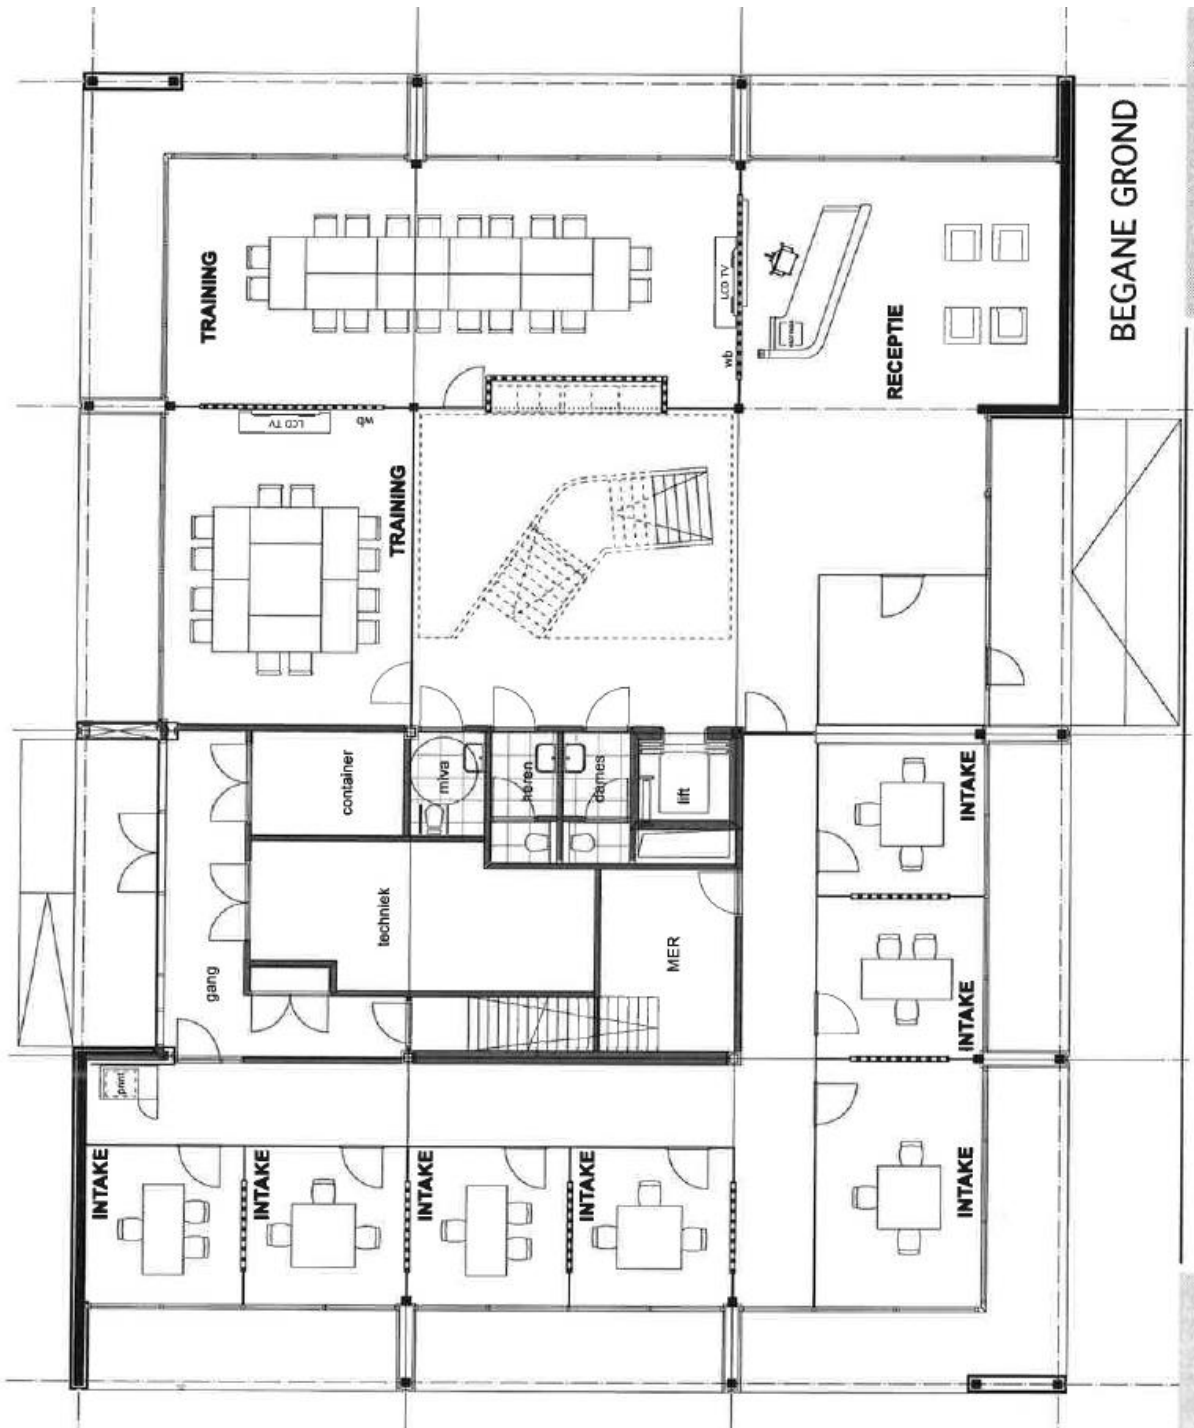 BEGANE GROND
TRAINING
LCD TV
wb
RECEPTIE
LCD TV
wb
TRAINING
container
miva
heren
dames
lift
INTAKE
techniek
gang
MER
INTAKE
print
INTAKE
INTAKE
INTAKE
INTAKE
INTAKE